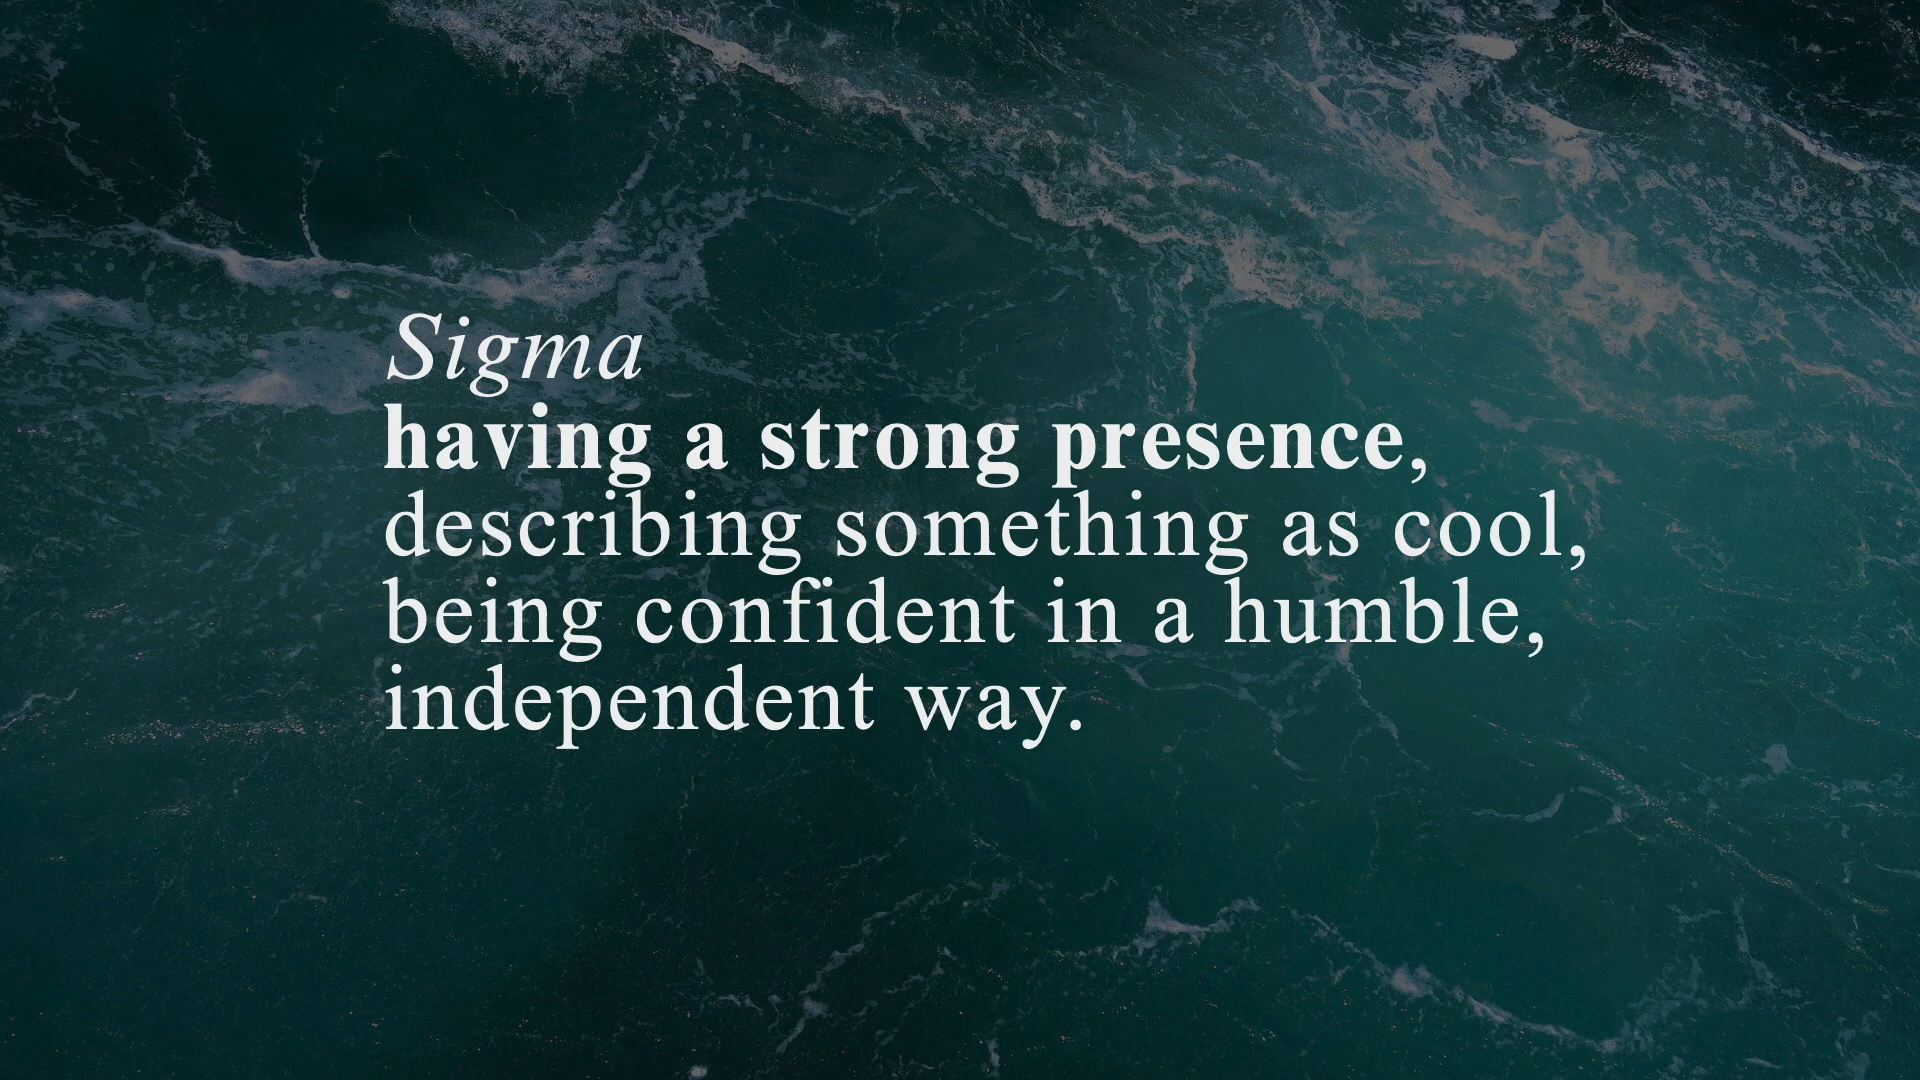 Sigma
having a strong presence,
describing something as cool,
being confident in a humble,
independent way.